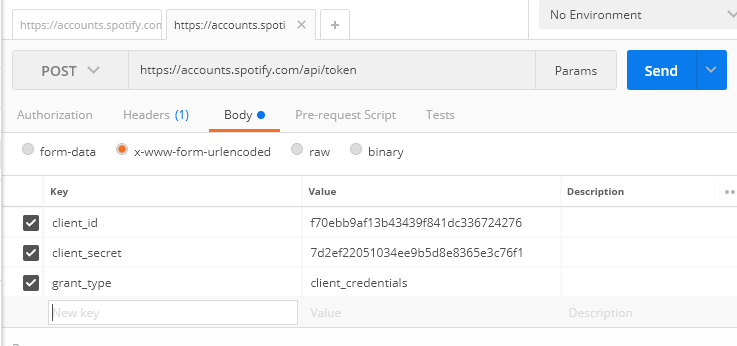 https://accounts.spotify.com
https://accounts.spoti
No Environment
POST https://accounts.spotify.com/api/token Params Send
Authorization Headers (1) Body Pre-request Script Tests
form-data x-www-form-urlencoded raw binary
Key Value Description
client_id f70ebb9af13b43439f841dc336724276
client_secret 7d2ef22051034ee9b5d8e8365e3c76f1
grant_type client_credentials
New key Value Description